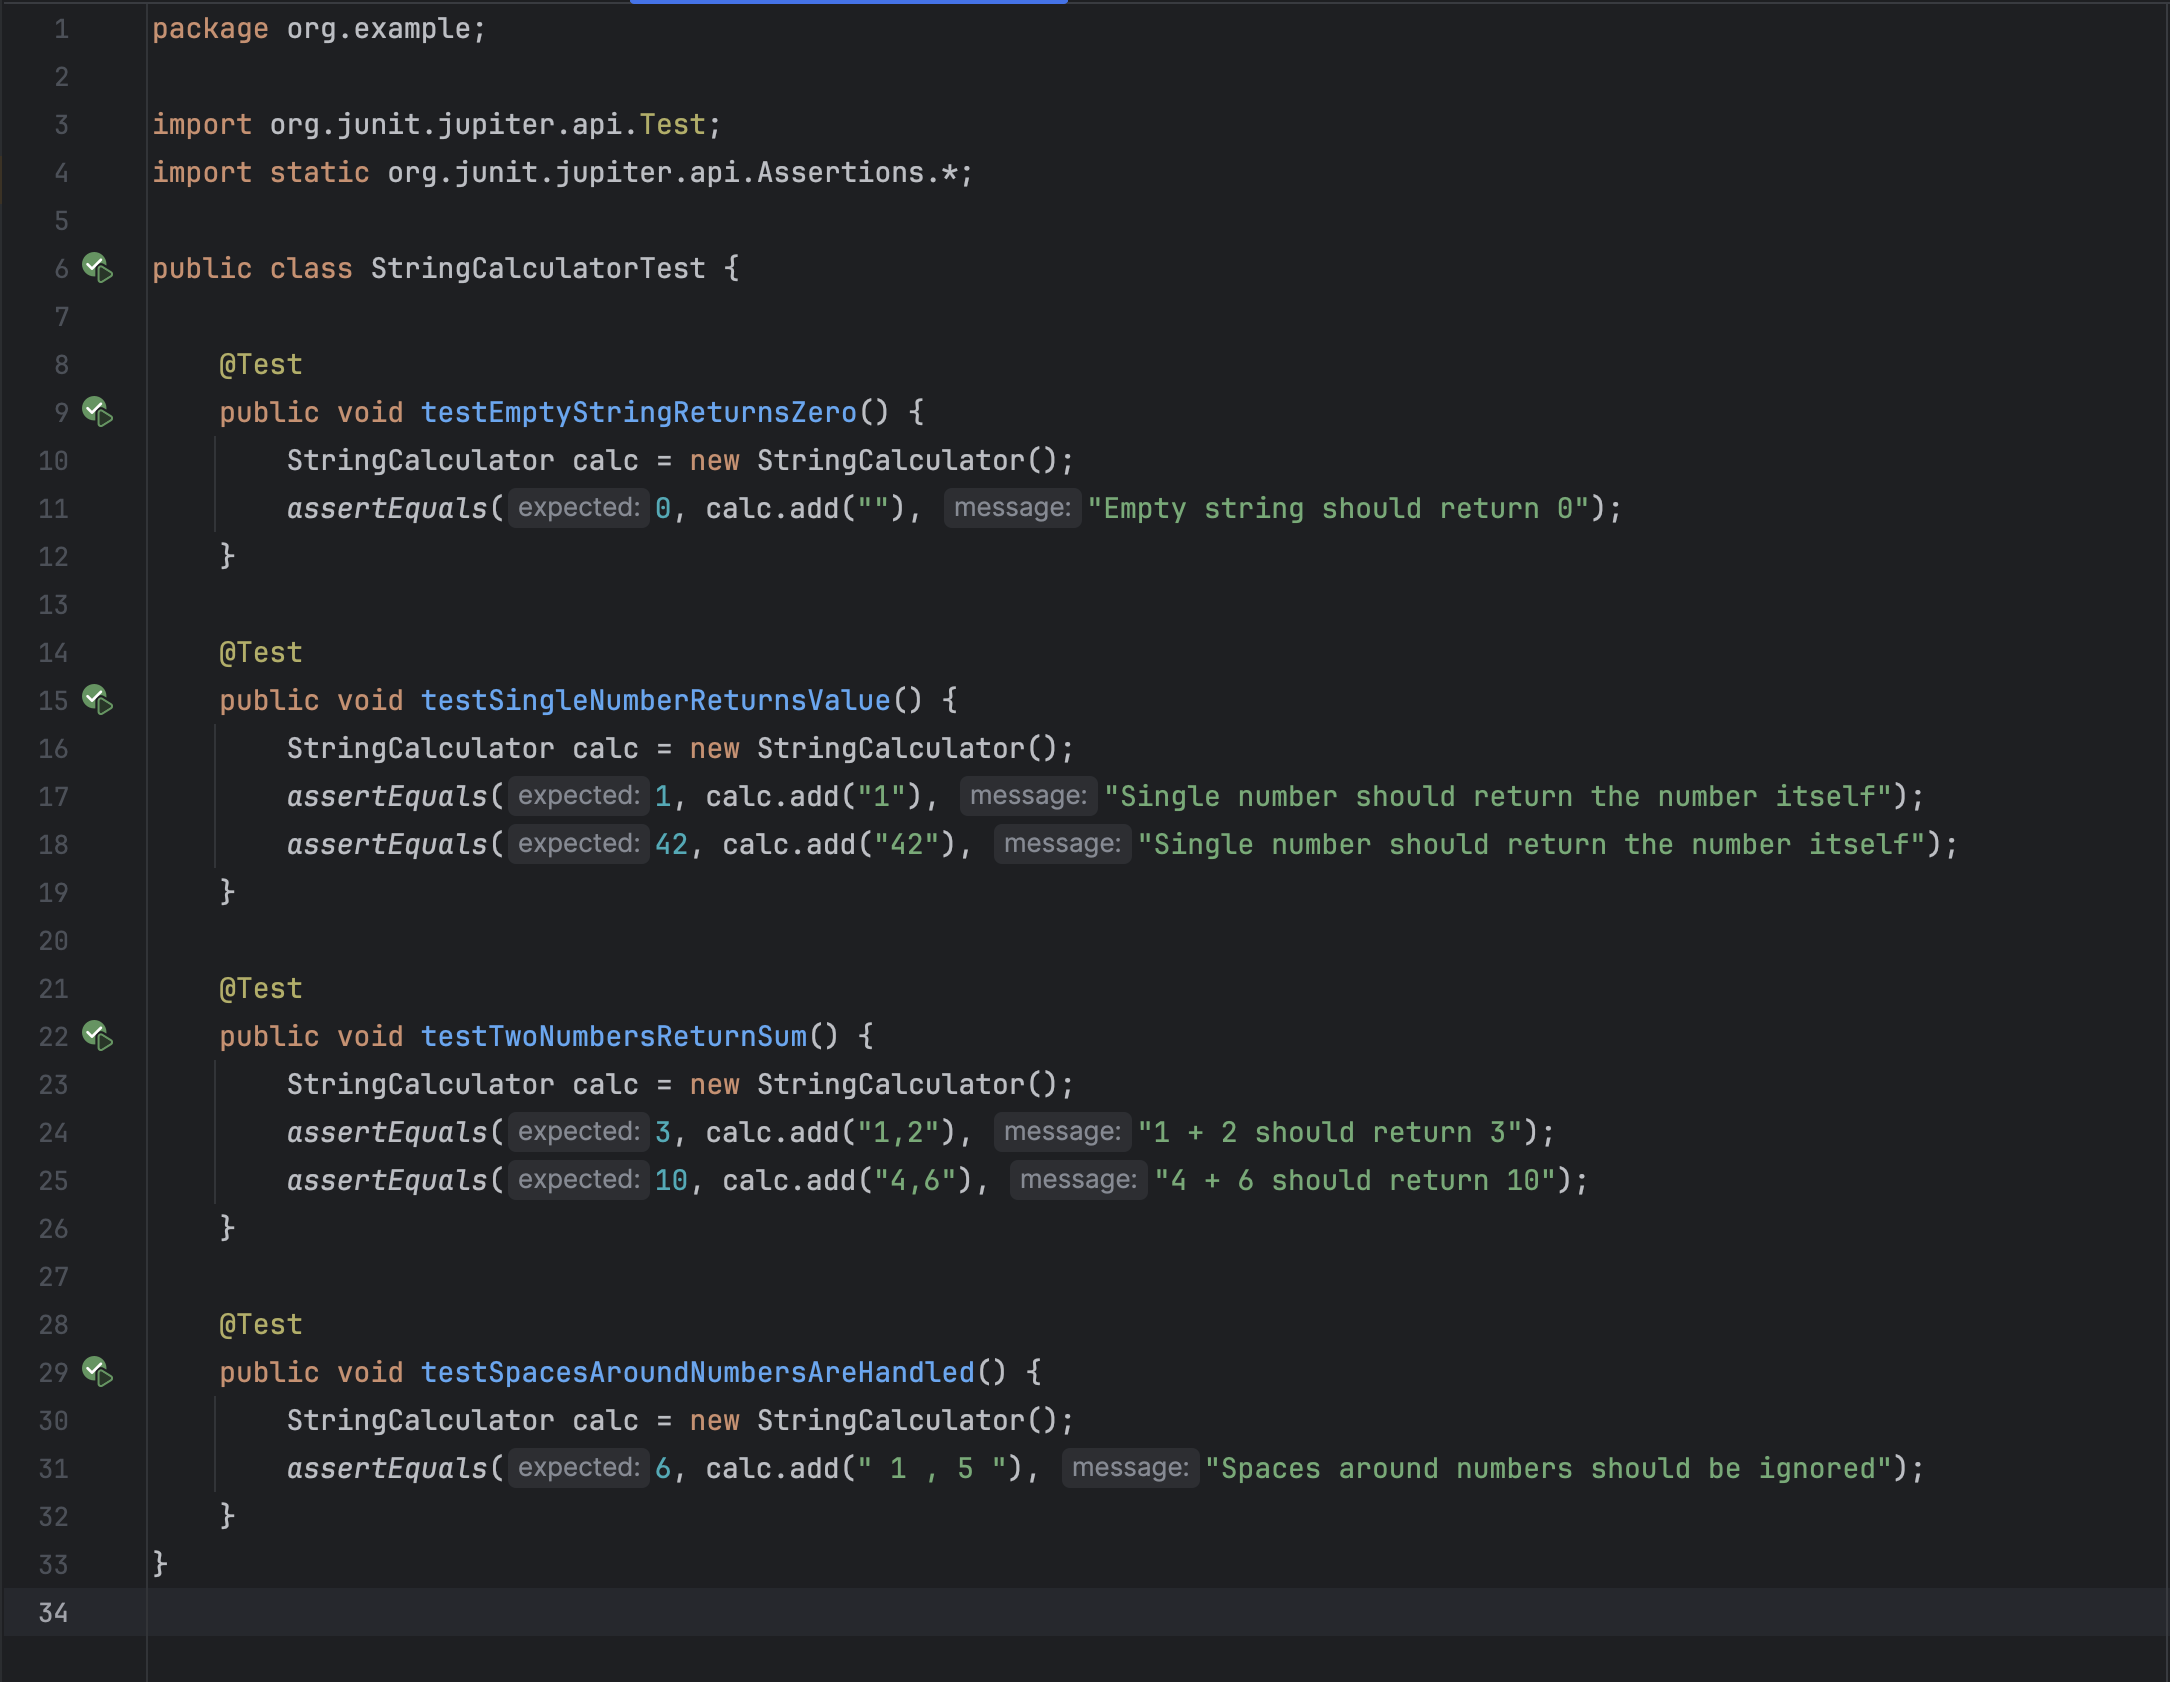 1 package org.example;
2
3 import org.junit.jupiter.api.Test;
4 import static org.junit.jupiter.api.Assertions.*;
5
6 public class StringCalculatorTest {
7
8 @Test
9 public void testEmptyStringReturnsZero() {
10 StringCalculator calc = new StringCalculator();
11 assertEquals( expected: 0, calc.add(""), message: "Empty string should return 0");
12 }
13
14 @Test
15 public void testSingleNumberReturnsValue() {
16 StringCalculator calc = new StringCalculator();
17 assertEquals( expected: 1, calc.add("1"), message: "Single number should return the number itself");
18 assertEquals( expected: 42, calc.add("42"), message: "Single number should return the number itself");
19 }
20
21 @Test
22 public void testTwoNumbersReturnSum() {
23 StringCalculator calc = new StringCalculator();
24 assertEquals( expected: 3, calc.add("1,2"), message: "1 + 2 should return 3");
25 assertEquals( expected: 10, calc.add("4,6"), message: "4 + 6 should return 10");
26 }
27
28 @Test
29 public void testSpacesAroundNumbersAreHandled() {
30 StringCalculator calc = new StringCalculator();
31 assertEquals( expected: 6, calc.add(" 1 , 5 "), message: "Spaces around numbers should be ignored");
32 }
33 }
34